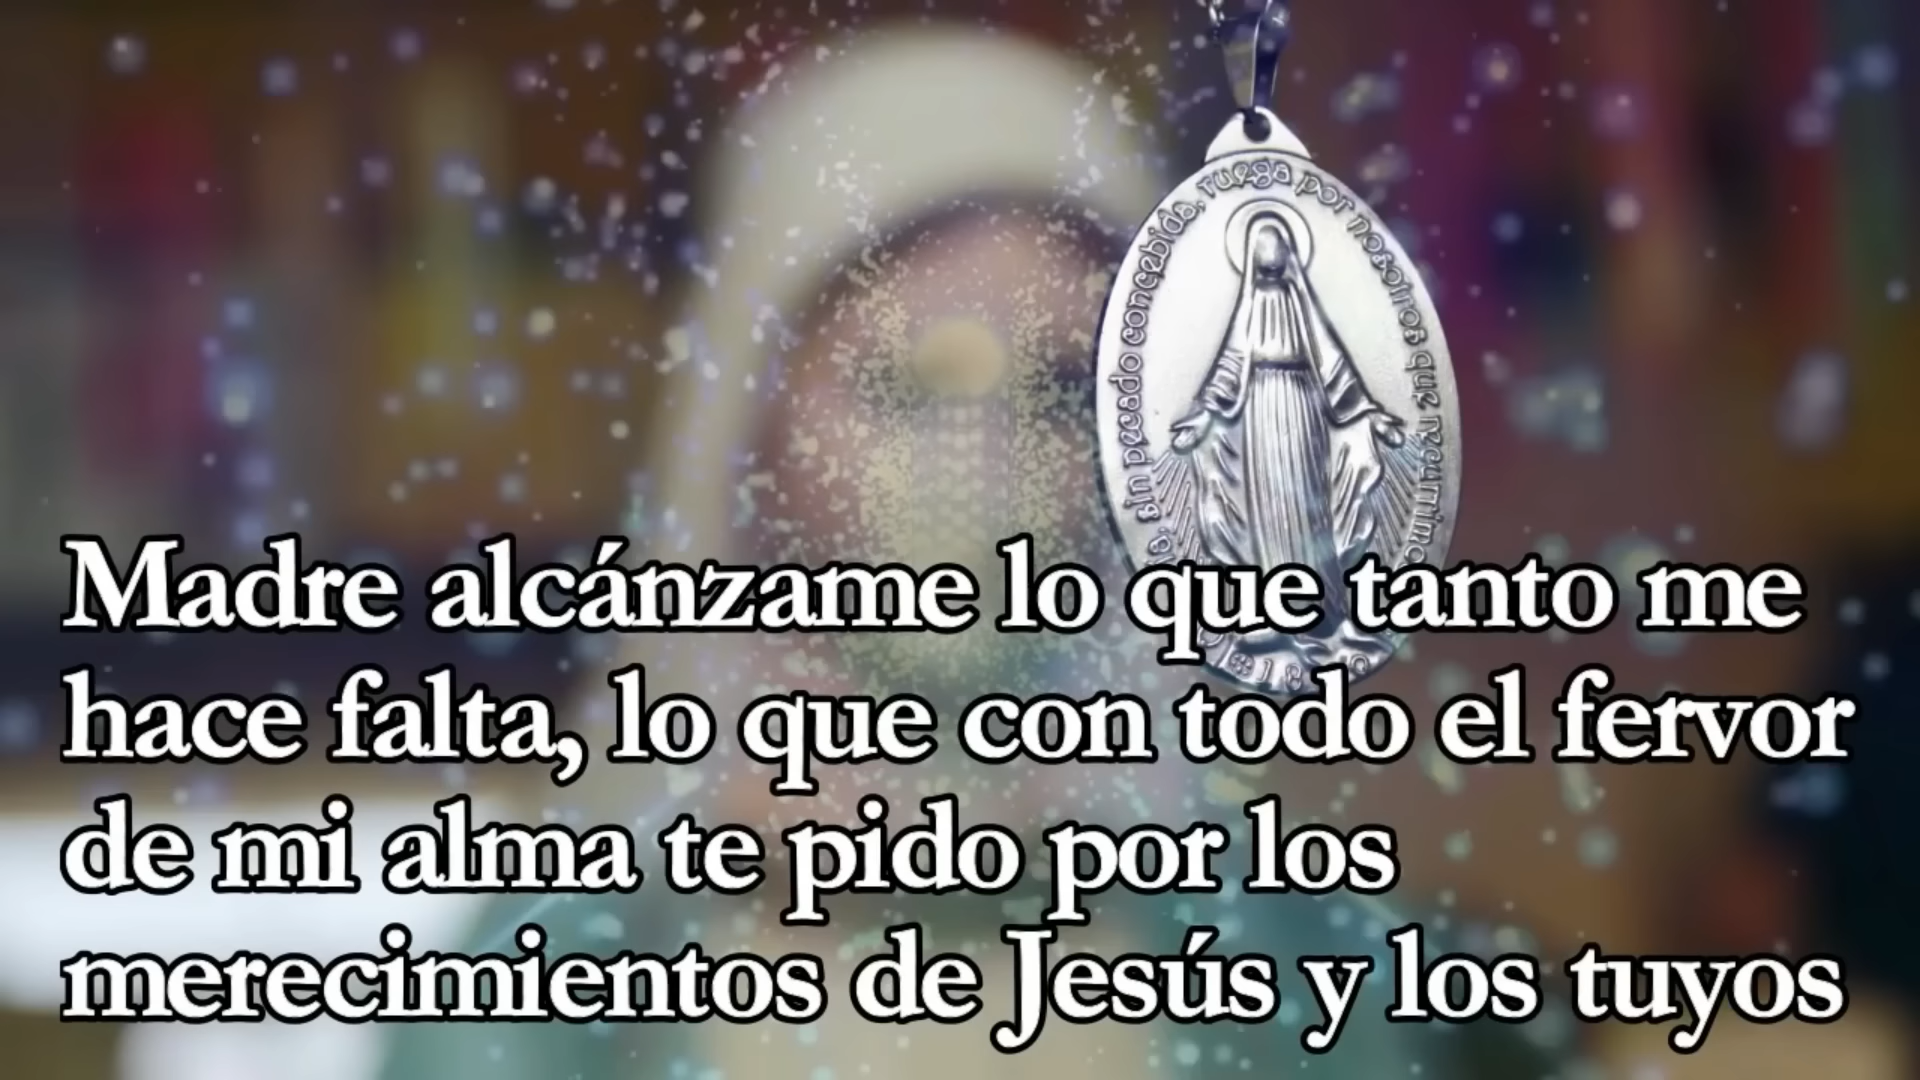 sin pecado concebida, ruega por nosotros que recurrimos
Madre alcánzame lo que tanto me
hace falta, lo que con todo el fervor
de mi alma te pido por los
merecimientos de Jesús y los tuyos